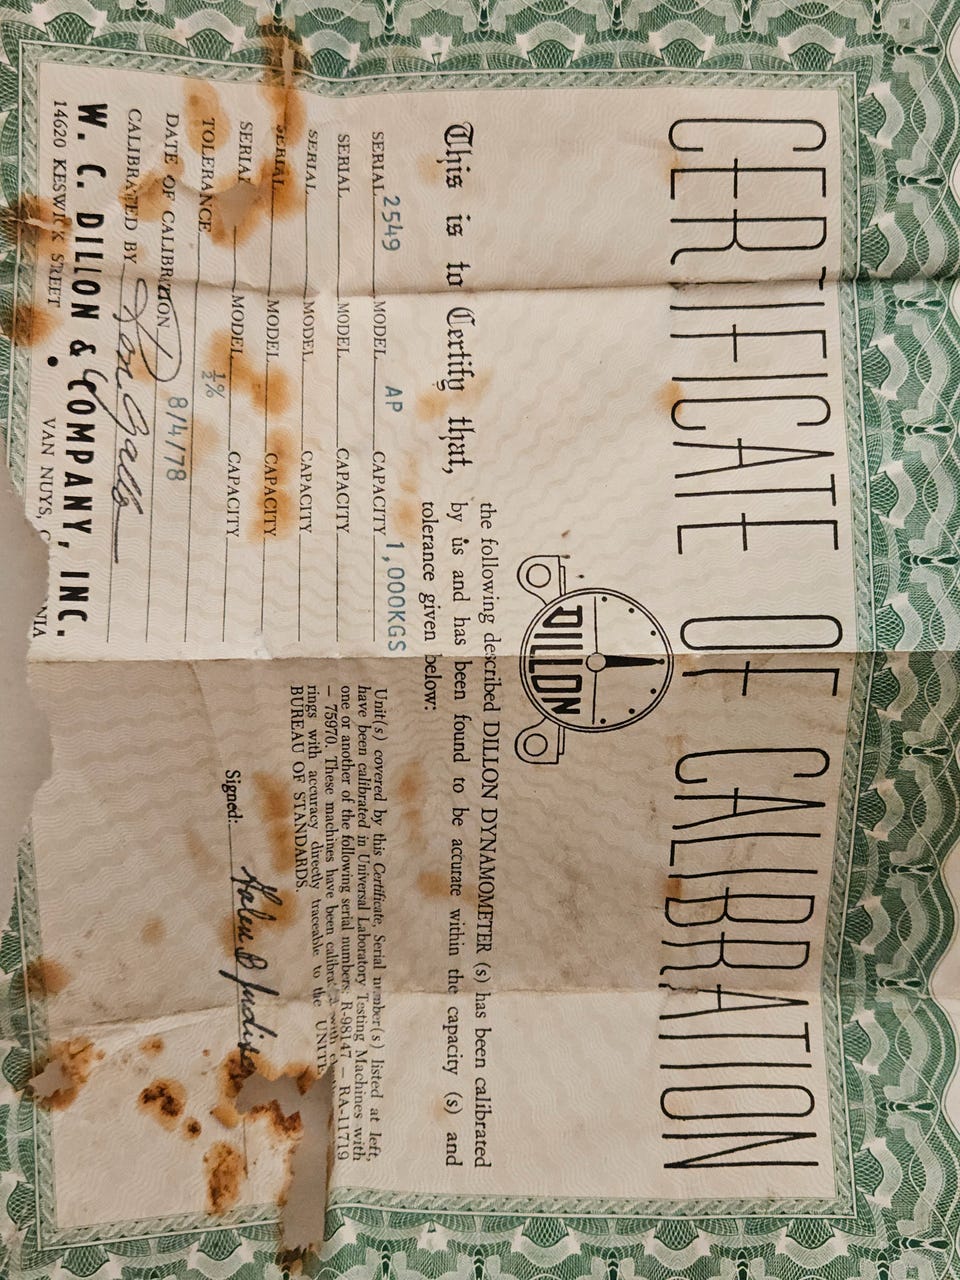 CERTIFICATE OF CALIBRATION
DILLON
This is to Certify that,
the following described DILLON DYNAMOMETER (s) has been calibrated
by us and has been found to be accurate within the capacity (s) and
tolerance given below:
SERIAL 2549 MODEL AP CAPACITY 1,000KGS
SERIAL MODEL CAPACITY
SERIAL MODEL CAPACITY
SERIAL MODEL CAPACITY
SERIAL MODEL CAPACITY
TOLERANCE ½%
DATE OF CALIBRATION 8/4/78
CALIBRATED BY
W. C. DILLON & COMPANY, INC.
14620 KESWICK STREET • VAN NUYS,
Unit(s) covered by this Certificate, Serial number(s) listed at left,
have been calibrated in Universal Laboratory Testing Machines with
one or another of the following serial numbers: R-98147 – RA-11719
– 75970. These machines have been calibrated with
rings with accuracy directly traceable to the UNITE
BUREAU OF STANDARDS.
Signed: Helen B